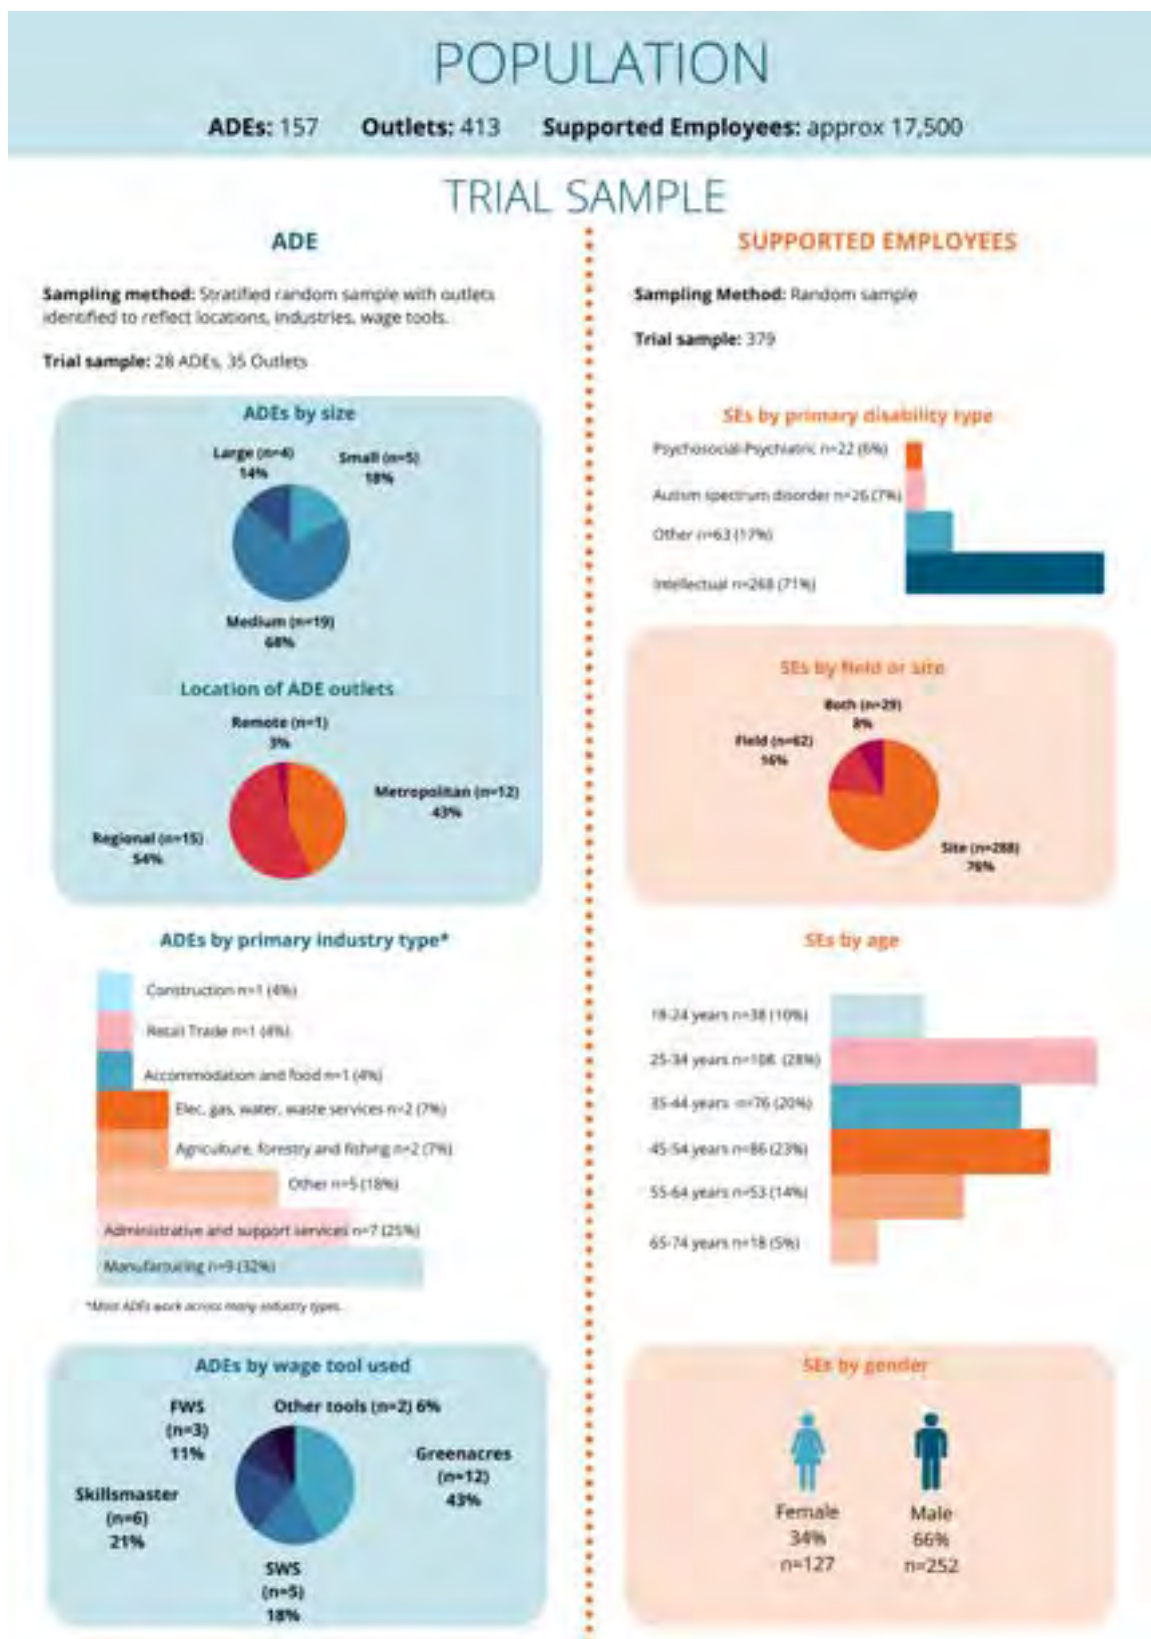 POPULATION
ADEs: 157 Outlets: 413 Supported Employees: approx 17,500
TRIAL SAMPLE
ADE
Sampling method: Stratified random sample with outlets
identified to reflect locations, industries, wage tools.
Trial sample: 28 ADEs, 35 Outlets
ADEs by size
Large (n=4)
14%
Small (n=5)
18%
Medium (n=19)
68%
Location of ADE outlets
Remote (n=1)
3%
Metropolitan (n=12)
43%
Regional (n=15)
54%
ADEs by primary industry type*
Construction n=1 (4%)
Retail Trade n=1 (4%)
Accommodation and food n=1 (4%)
Elec, gas, water, waste services n=2 (7%)
Agriculture, forestry and fishing n=2 (7%)
Other n=5 (18%)
Administrative and support services n=7 (25%)
Manufacturing n=9 (32%)
*Most ADEs work across many industry types.
ADEs by wage tool used
FWS
(n=3)
11%
Other tools (n=2) 6%
Greenacres
(n=12)
43%
Skillsmaster
(n=6)
21%
SWS
(n=5)
18%
SUPPORTED EMPLOYEES
Sampling Method: Random sample
Trial sample: 379
SEs by primary disability type
Psychosocial-Psychiatric n=22 (6%)
Autism spectrum disorder n=26 (7%)
Other n=63 (17%)
Intellectual n=268 (71%)
SEs by field or site
Both (n=29)
8%
Field (n=62)
16%
Site (n=288)
76%
SEs by age
18-24 years n=38 (10%)
25-34 years n=108 (28%)
35-44 years n=76 (20%)
45-54 years n=86 (23%)
55-64 years n=53 (14%)
65-74 years n=18 (5%)
SEs by gender
Female
34%
n=127
Male
66%
n=252